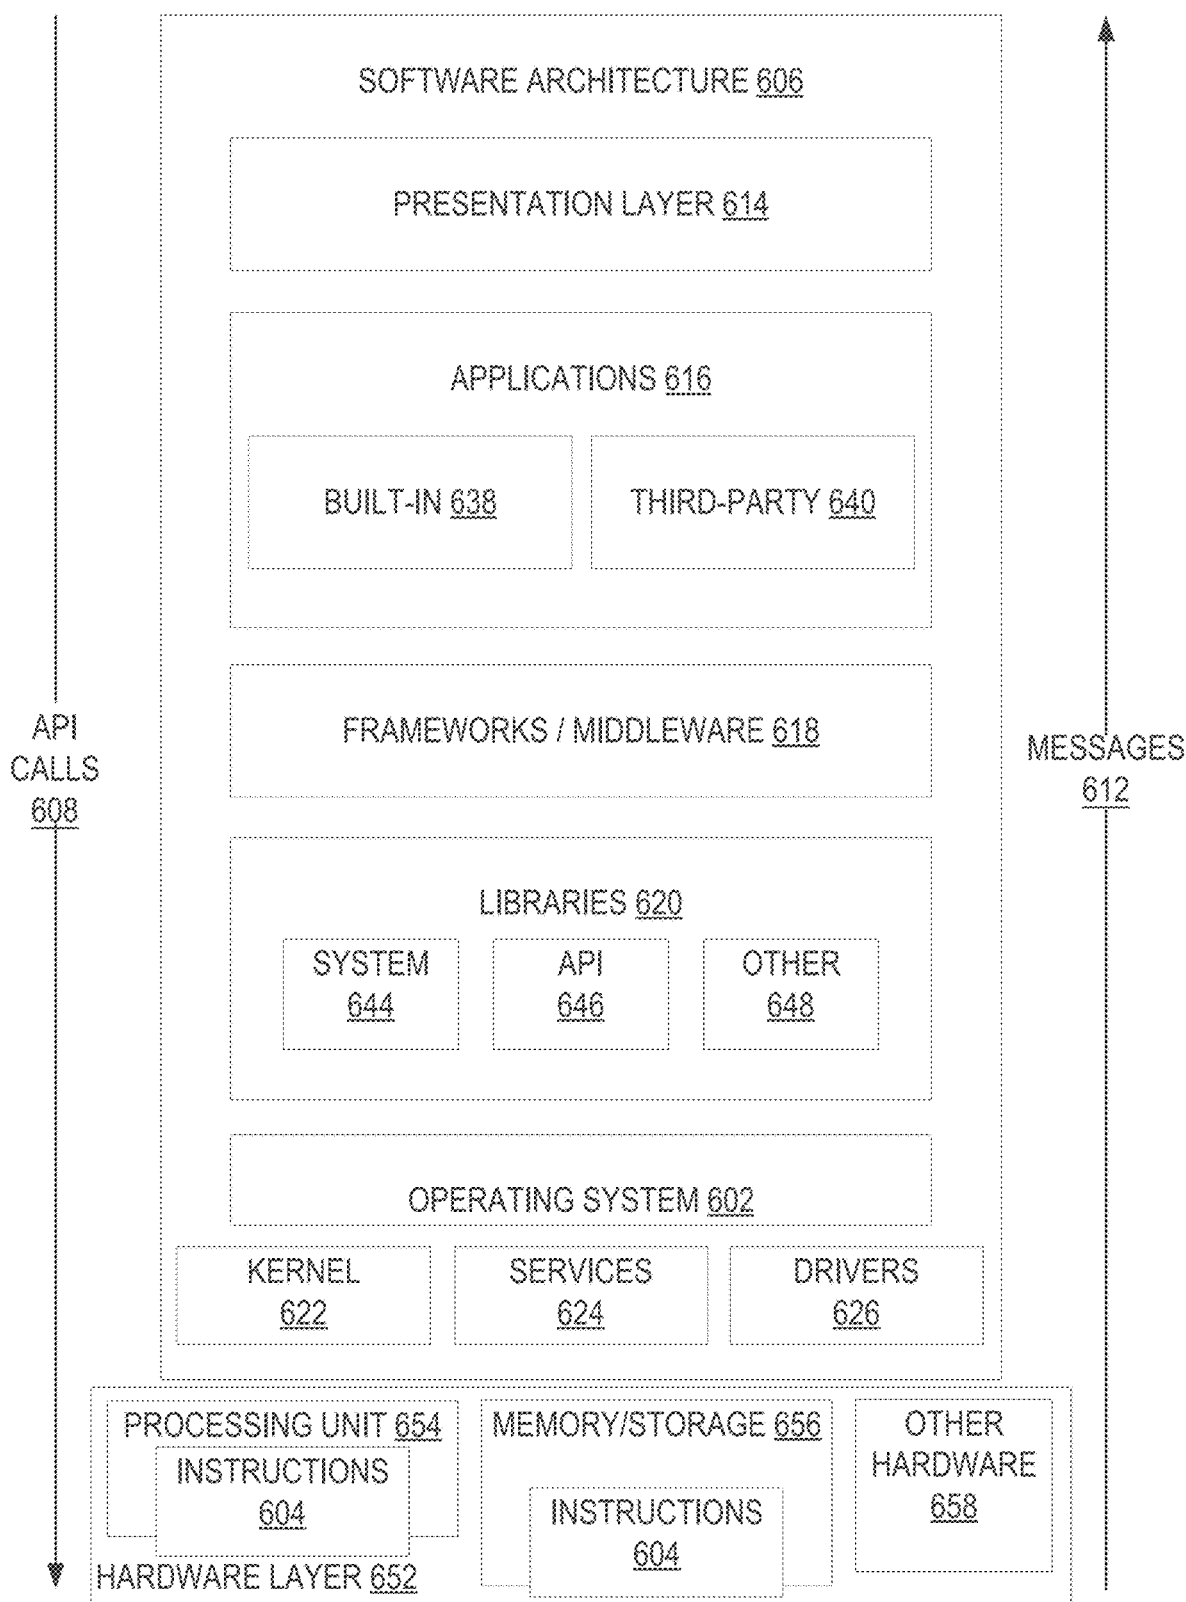 SOFTWARE ARCHITECTURE 606
PRESENTATION LAYER 614
APPLICATIONS 616
BUILT-IN 638
THIRD-PARTY 640
FRAMEWORKS / MIDDLEWARE 618
API
CALLS
608
MESSAGES
612
LIBRARIES 620
SYSTEM
644
API
646
OTHER
648
OPERATING SYSTEM 602
KERNEL
622
SERVICES
624
DRIVERS
626
PROCESSING UNIT 654
INSTRUCTIONS
604
MEMORY/STORAGE 656
INSTRUCTIONS
604
OTHER
HARDWARE
658
HARDWARE LAYER 652